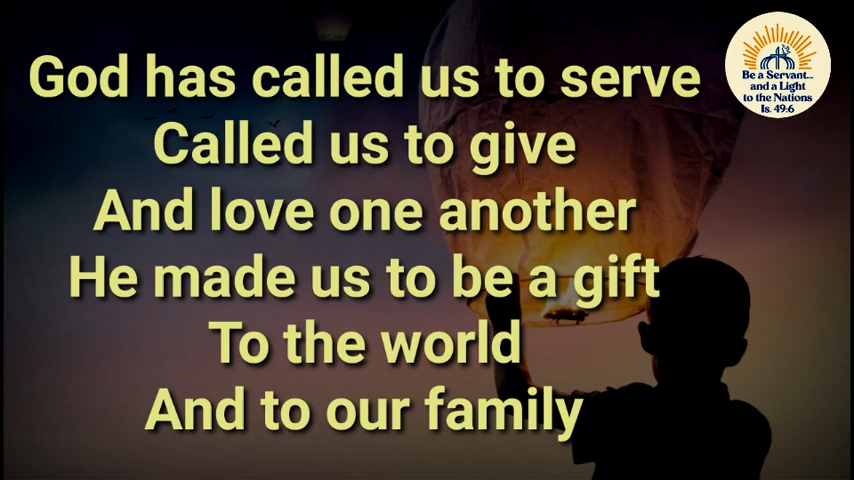 God has called us to serve
Called us to give
And love one another
He made us to be a gift
To the world
And to our family
Be a Servant...
and a Light
to the Nations
Is. 49:6